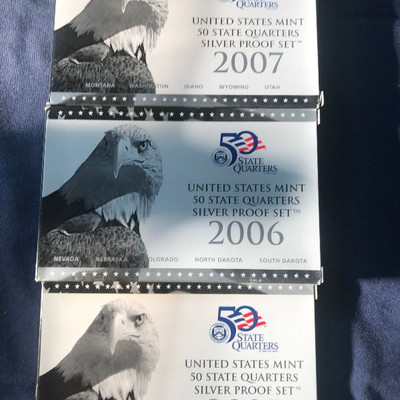 STATE
QUARTERS
UNITED STATES MINT
50 STATE QUARTERS
SILVER PROOF SET™
2007
MONTANA WASHINGTON IDAHO WYOMING UTAH
50
STATE
QUARTERS
UNITED STATES MINT
50 STATE QUARTERS
SILVER PROOF SET™
2006
NEVADA NEBRASKA COLORADO NORTH DAKOTA SOUTH DAKOTA
50
STATE
QUARTERS
UNITED STATES MINT
50 STATE QUARTERS
SILVER PROOF SET™